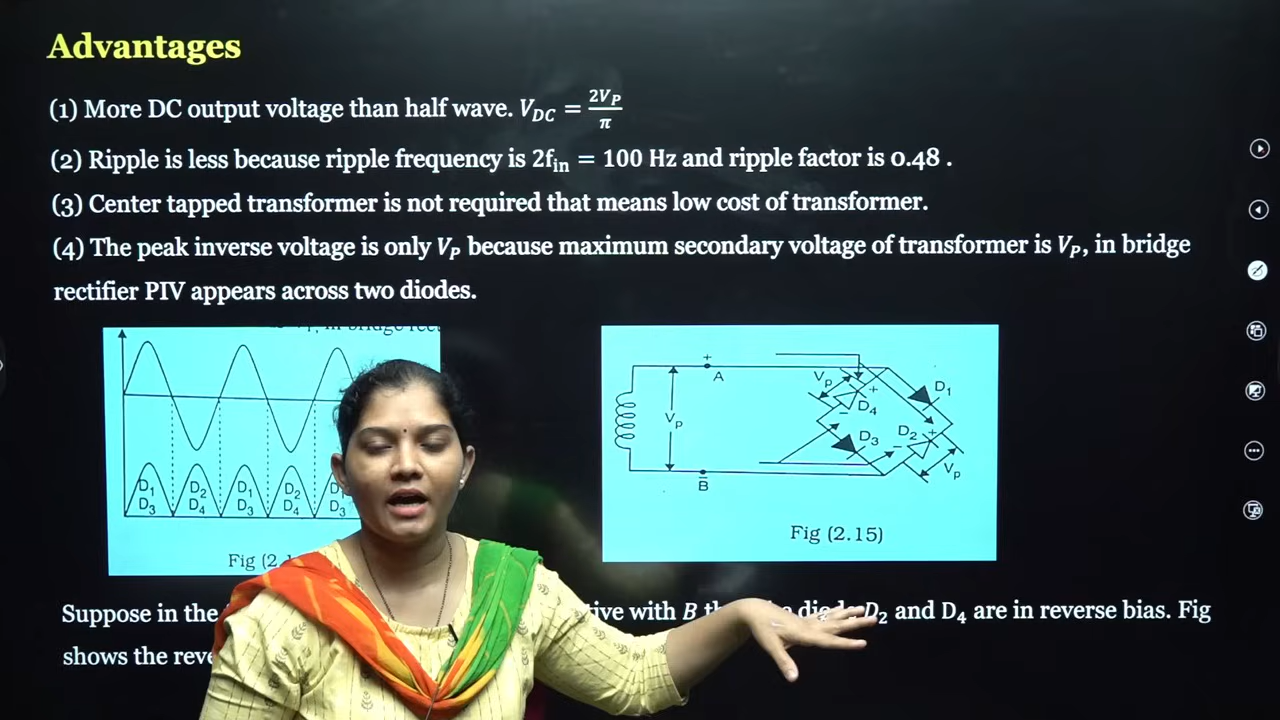 Advantages
(1) More DC output voltage than half wave. V_DC = 2V_P/π
(2) Ripple is less because ripple frequency is 2f_in = 100 Hz and ripple factor is 0.48 .
(3) Center tapped transformer is not required that means low cost of transformer.
(4) The peak inverse voltage is only V_P because maximum secondary voltage of transformer is V_P, in bridge
rectifier PIV appears across two diodes.
D1 D2 D1 D2
D3 D4 D3 D4
Fig (2.
+
A
Vp
B
Vp
+
D4
D1
D3
D2
+
Vp
Fig (2.15)
Suppose in the with B D2 and D4 are in reverse bias. Fig
shows the